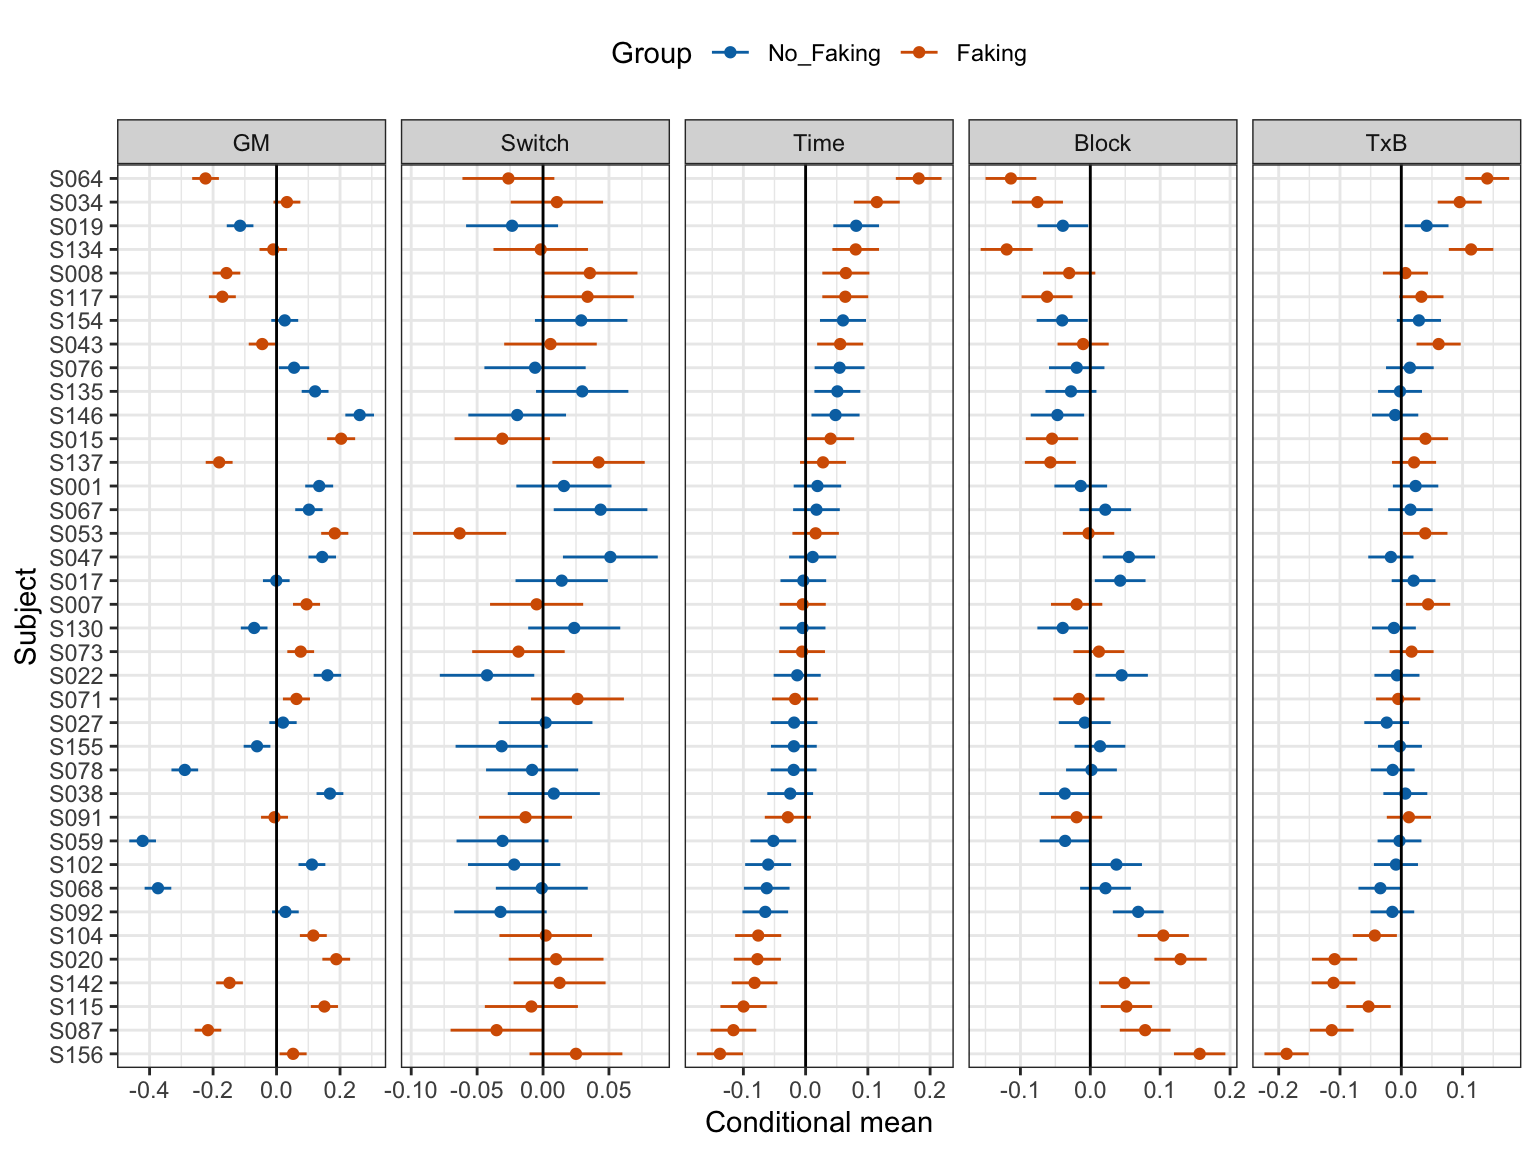 Group No_Faking Faking
GM Switch Time Block TxB
S064
S034
S019
S134
S008
S117
S154
S043
S076
S135
S146
S015
S137
S001
S067
S053
S047
S017
S007
S130
S073
S022
S071
S027
S155
S078
S038
S091
S059
S102
S068
S092
S104
S020
S142
S115
S087
S156
Subject
-0.4 -0.2 0.0 0.2 -0.10 -0.05 0.00 0.05 -0.1 0.0 0.1 0.2 -0.1 0.0 0.1 0.2 -0.2 -0.1 0.0 0.1
Conditional mean